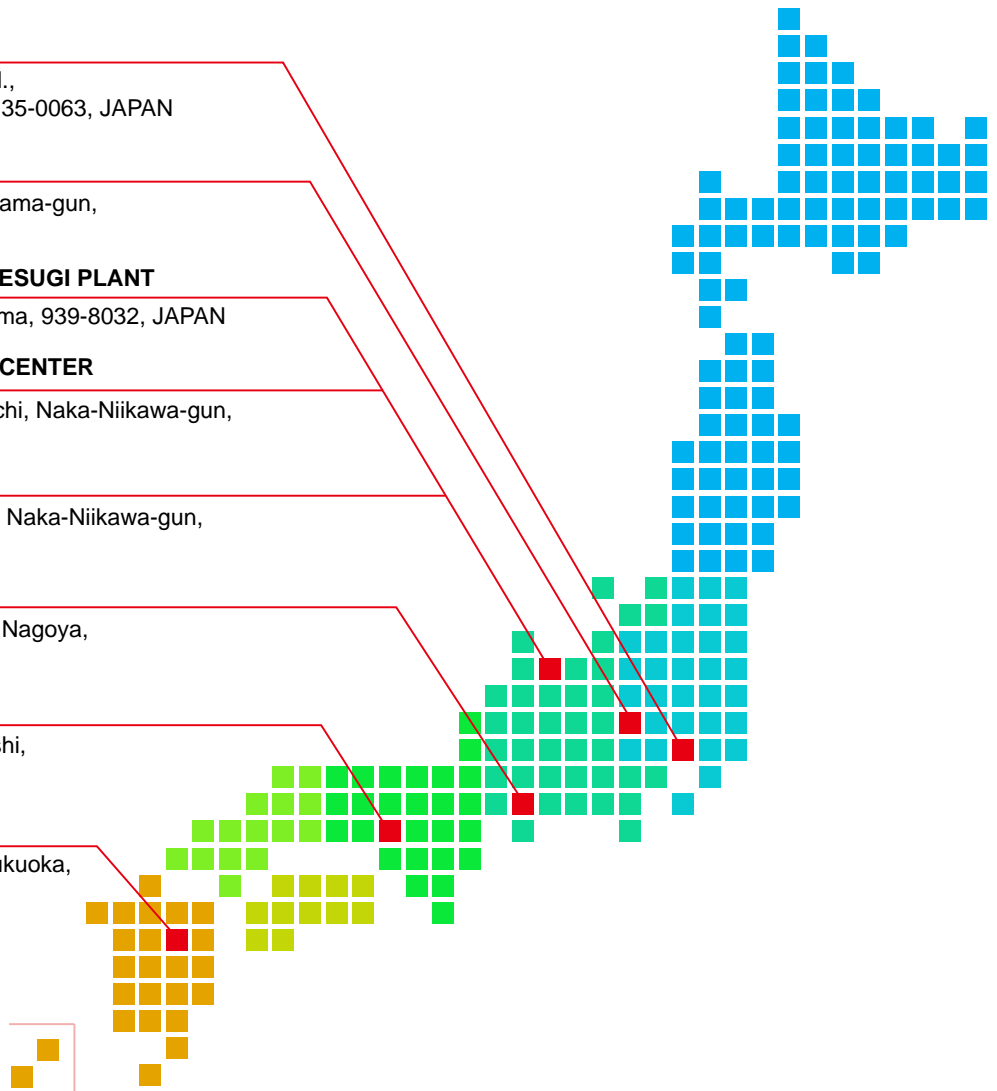 l.,
35-0063, JAPAN
ama-gun,
ESUGI PLANT
ma, 939-8032, JAPAN
CENTER
chi, Naka-Niikawa-gun,
Naka-Niikawa-gun,
Nagoya,
shi,
ukuoka,